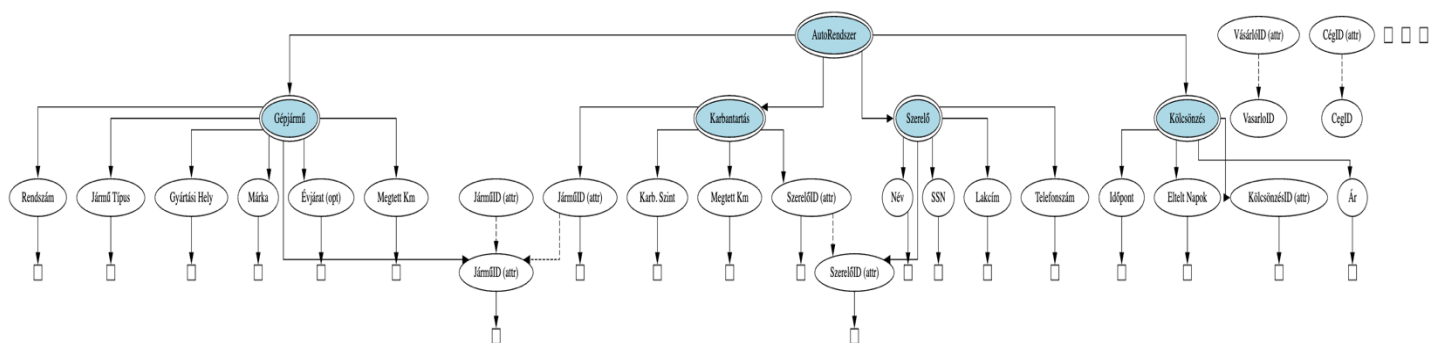 AutoRendszer
VásárlóID (attr)
CégID (attr)
Gépjármű
Karbantartás
Szerelő
Kölcsönzés
VasarloID
CegID
Rendszám
Jármű Típus
Gyártási Hely
Márka
Évjárat (opt)
Megtett Km
JárműID (attr)
JárműID (attr)
Karb. Szint
Megtett Km
SzerelőID (attr)
Név
SSN
Lakcím
Telefonszám
Időpont
Eltelt Napok
KölcsönzésID (attr)
Ár
JárműID (attr)
SzerelőID (attr)